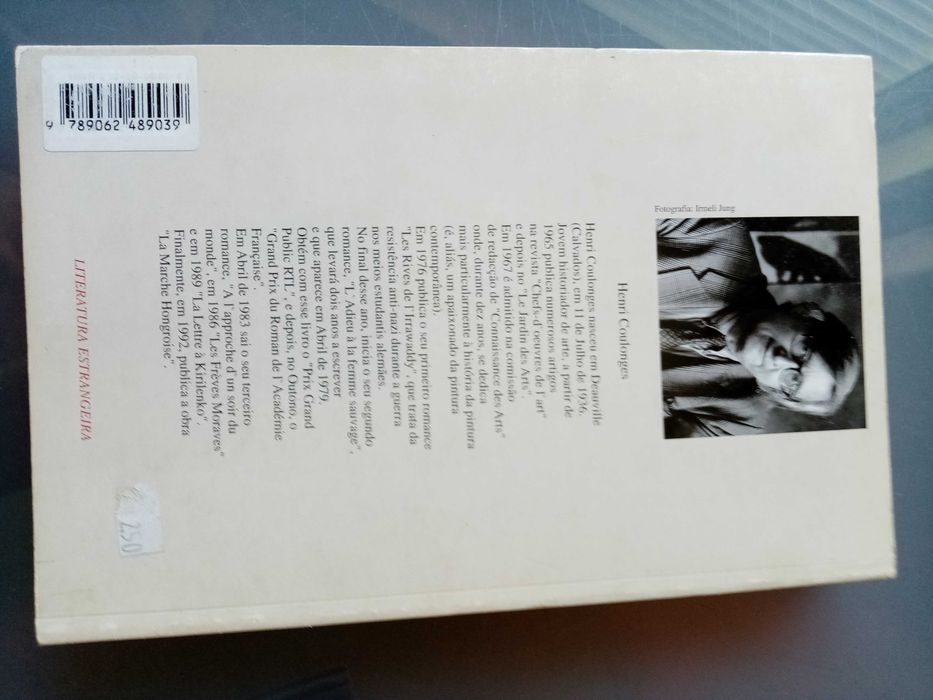 Fotografia: Irmeli Jung
Henri Coulonges
Henri Coulonges nasceu em Deauville
(Calvados), em 11 de Julho de 1936.
Jovem historiador de arte, a partir de
1965 publica numerosos artigos
na revista "Chefs-d'oeuvres de l'art"
e depois no "Le Jardin des Arts".
Em 1967 é admitido na comissão
de redacção de "Connaissance des Arts"
onde, durante dez anos, se dedica
mais particularmente à história da pintura
(é, aliás, um apaixonado da pintura
contemporânea).
Em 1976 publica o seu primeiro romance
"Les Rives de l'Irrawaddy", que trata da
resistência anti-nazi durante a guerra
nos meios estudantis alemães.
No final desse ano, inicia o seu segundo
romance, "L'Adieu à la femme sauvage",
que levará dois anos a escrever
e que aparece em Abril de 1979.
Obtém com esse livro o "Prix Grand
Public RTL", e depois, no Outono, o
"Grand Prix du Roman de l'Académie
Française".
Em Abril de 1983 sai o seu terceiro
romance, "A l'approche d'un soir du
monde", em 1986 "Les Frèves Moraves"
e em 1989 "La Lettre à Kirilenko".
Finalmente, em 1992, publica a obra
"La Marche Hongroise".
LITERATURA ESTRANGEIRA
9 789062 489039
250